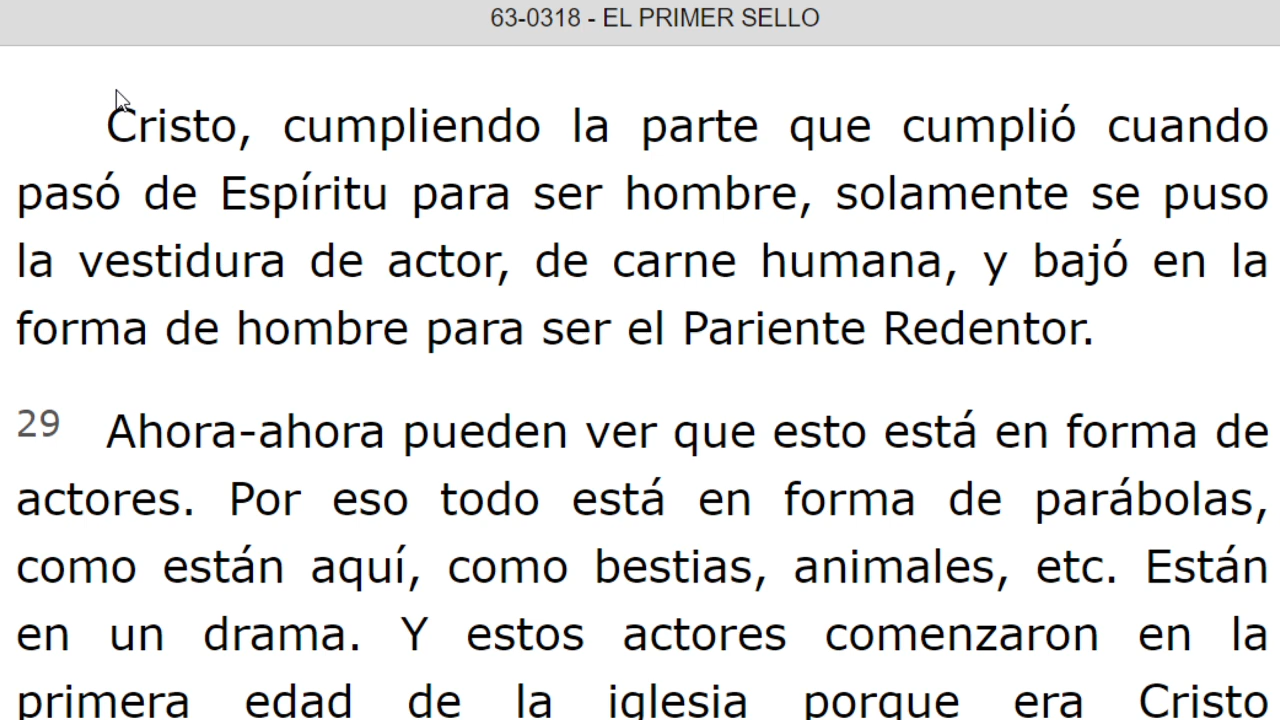 63-0318 - EL PRIMER SELLO
Cristo, cumpliendo la parte que cumplió cuando
pasó de Espíritu para ser hombre, solamente se puso
la vestidura de actor, de carne humana, y bajó en la
forma de hombre para ser el Pariente Redentor.
29 Ahora-ahora pueden ver que esto está en forma de
actores. Por eso todo está en forma de parábolas,
como están aquí, como bestias, animales, etc. Están
en un drama. Y estos actores comenzaron en la
primera edad de la iglesia porque era Cristo